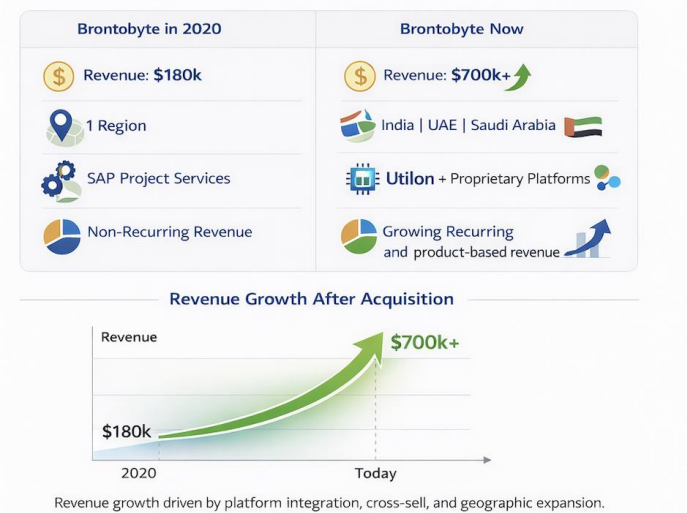 Brontobyte in 2020
Brontobyte Now
Revenue: $180k
Revenue: $700k+
1 Region
India | UAE | Saudi Arabia
SAP Project Services
Utilon + Proprietary Platforms
Non-Recurring Revenue
Growing Recurring
and product-based revenue
Revenue Growth After Acquisition
Revenue
$700k+
$180k
2020
Today
Revenue growth driven by platform integration, cross-sell, and geographic expansion.